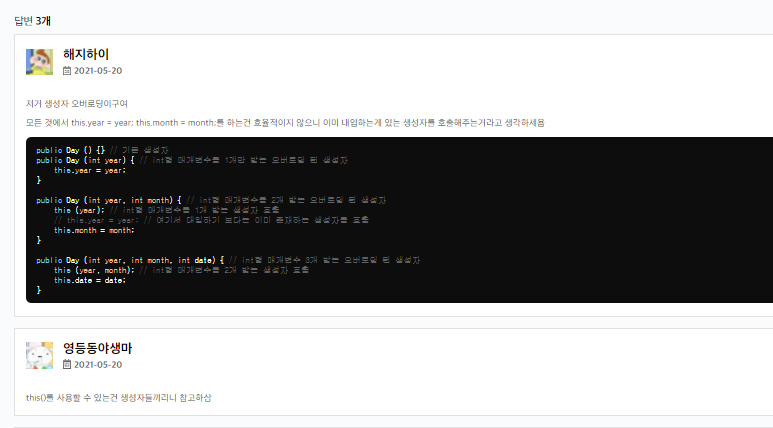 답변 3개
해지하이
2021-05-20
저거 생성자 오버로딩이구여
모든 것에서 this.year = year; this.month = month;를 하는건 효율적이지 않으니 이미 대입하는게 있는 생성자를 호출해주는거라고 생각하세욤
public Day () {} // 기본 생성자
public Day (int year) { // int형 매개변수를 1개만 받는 오버로딩 된 생성자
this.year = year;
}
public Day (int year, int month) { // int형 매개변수를 2개 받는 오버로딩 된 생성자
this (year); // int형 매개변수를 1개 받는 생성자 호출
// this.year = year; // 여기서 대입하기 보다는 이미 존재하는 생성자를 호출
this.month = month;
}
public Day (int year, int month, int date) { // int형 매개변수 3개 받는 오버로딩 된 생성자
this (year, month); // int형 매개변수를 2개 받는 생성자 호출
this.date = date;
}
영등동야생마
2021-05-20
this()를 사용할 수 있는건 생성자들끼리니 참고하삼